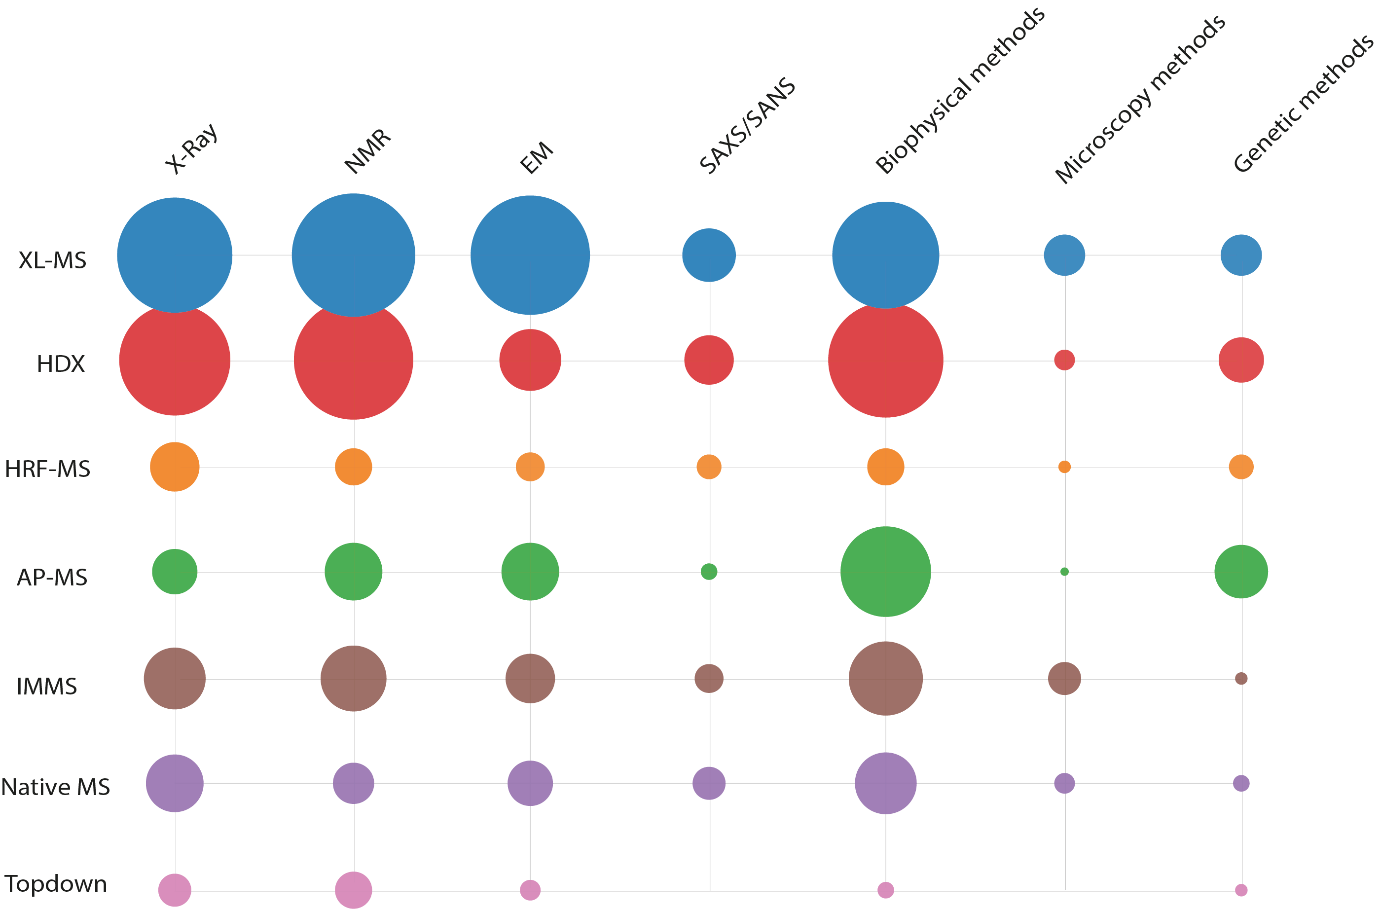 X-Ray
NMR
EM
SAXS/SANS
Biophysical methods
Microscopy methods
Genetic methods
XL-MS
HDX
HRF-MS
AP-MS
IMMS
Native MS
Topdown